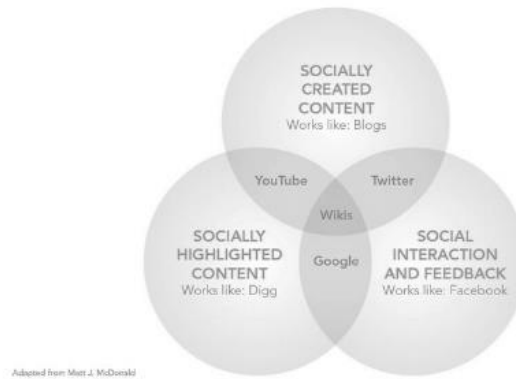 SOCIALLY
CREATED
CONTENT
Works like: Blogs
YouTube
Twitter
Wikis
SOCIALLY
HIGHLIGHTED
CONTENT
Works like: Digg
Google
SOCIAL
INTERACTION
AND FEEDBACK
Works like: Facebook
Adapted from Matt J. McDonald